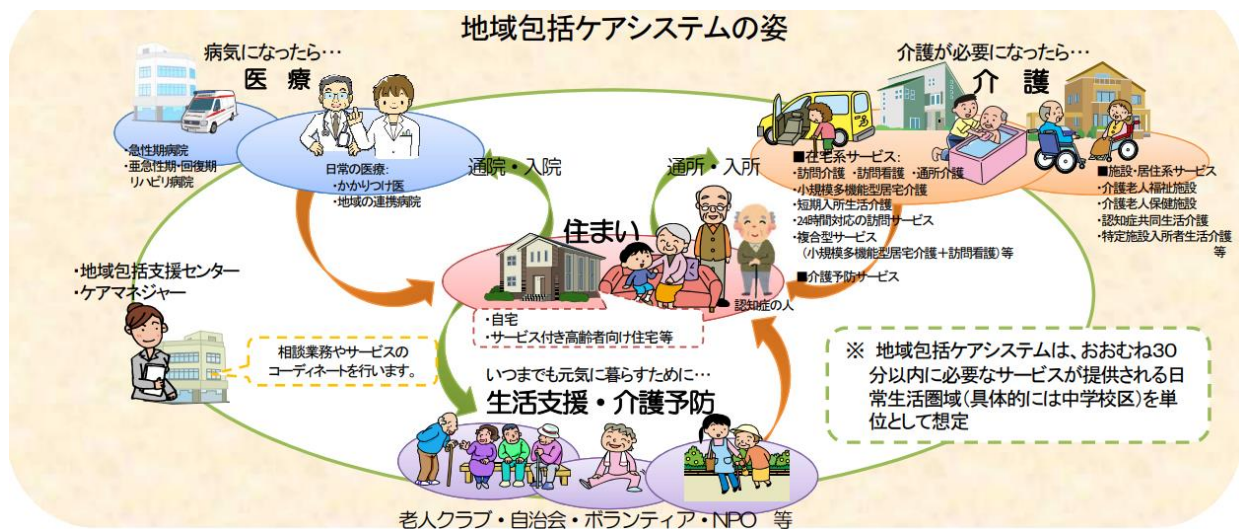 地域包括ケアシステムの姿
病気になったら…
医 療
介護が必要になったら…
介 護
・急性期病院
・亜急性期・回復期
リハビリ病院
日常の医療:
・かかりつけ医
・地域の連携病院
通院・入院
通所・入所
■在宅系サービス:
・訪問介護 ・訪問看護 ・通所介護
・小規模多機能型居宅介護
・短期入所生活介護
・24時間対応の訪問サービス
・複合型サービス
(小規模多機能型居宅介護+訪問看護)等
■介護予防サービス
■施設・居住系サービス
・介護老人福祉施設
・介護老人保健施設
・認知症共同生活介護
・特定施設入所者生活介護
等
住まい
認知症の人
・自宅
・サービス付き高齢者向け住宅等
・地域包括支援センター
・ケアマネジャー
相談業務やサービスの
コーディネートを行います。
いつまでも元気に暮らすために…
生活支援・介護予防
老人クラブ・自治会・ボランティア・NPO 等
※ 地域包括ケアシステムは、おおむね30
分以内に必要なサービスが提供される日
常生活圏域(具体的には中学校区)を単
位として想定